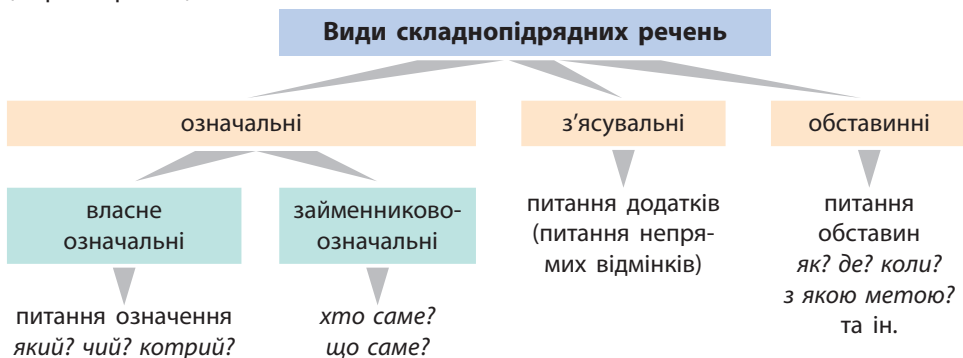 Види складнопідрядних речень
означальні
з'ясувальні
обставинні
власне
означальні
займенниково-
означальні
питання додатків
(питання непря-
мих відмінків)
питання
обставин
як? де? коли?
з якою метою?
та ін.
питання означення
який? чий? котрий?
хто саме?
що саме?